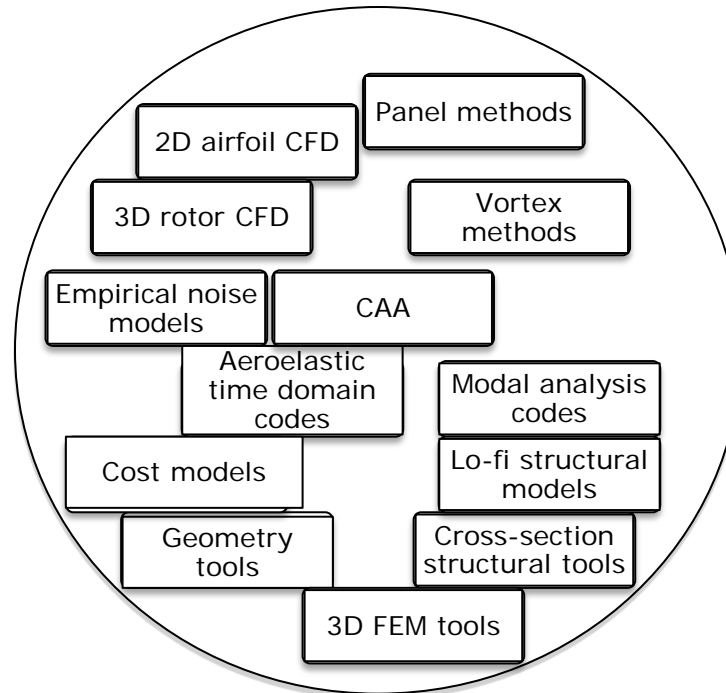 Panel methods
2D airfoil CFD
3D rotor CFD
Vortex
methods
Empirical noise
models
CAA
Aeroelastic
time domain
codes
Modal analysis
codes
Cost models
Lo-fi structural
models
Geometry
tools
Cross-section
structural tools
3D FEM tools